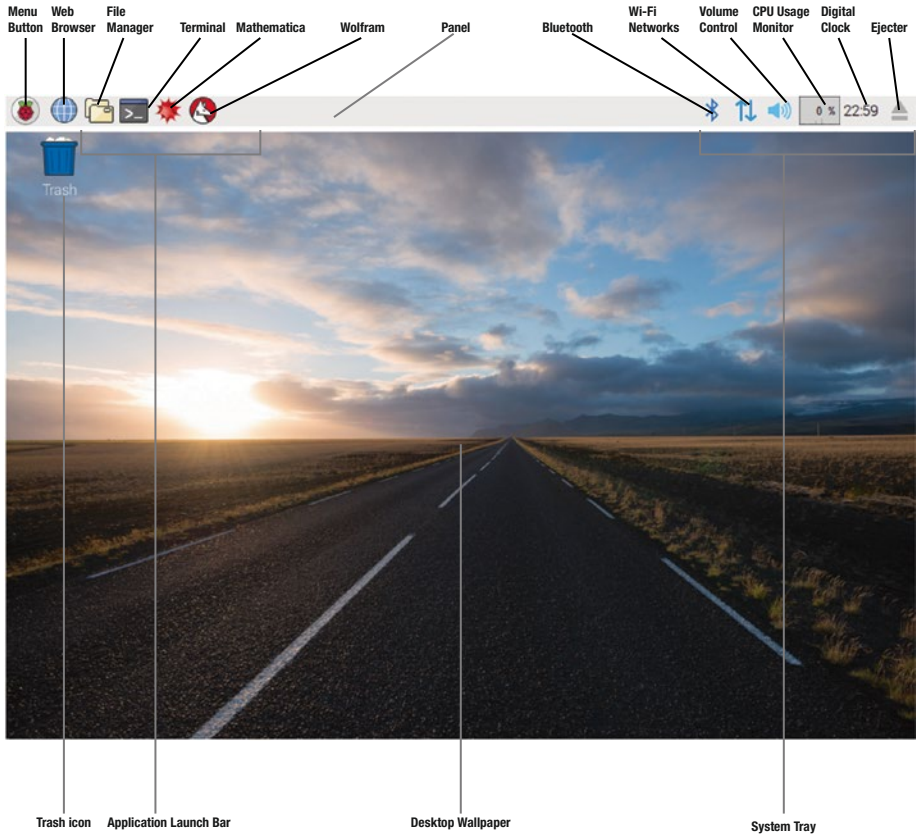 Menu Button
Web Browser
File Manager
Terminal
Mathematica
Wolfram
Panel
Bluetooth
Wi-Fi Networks
Volume Control
CPU Usage Monitor
Digital Clock
Ejecter
>_
0 %
22:59
Trash
Trash icon
Application Launch Bar
Desktop Wallpaper
System Tray